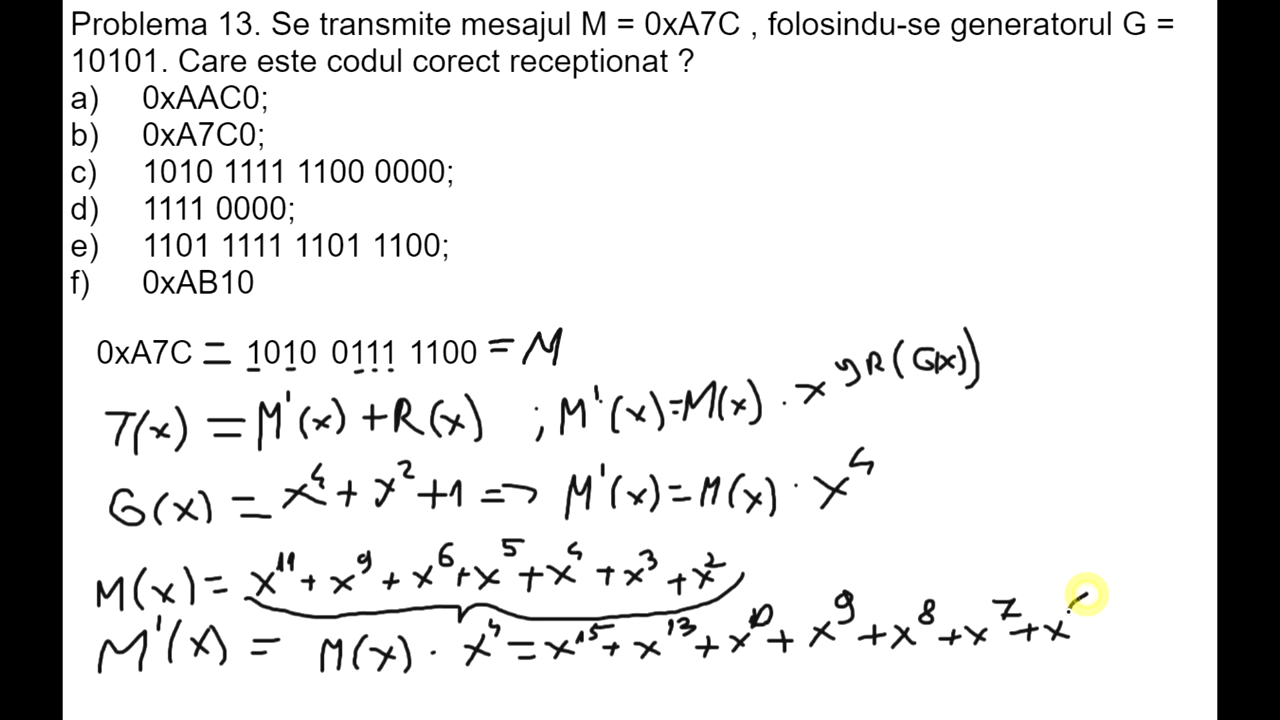 Problema 13. Se transmite mesajul M = 0xA7C , folosindu-se generatorul G =
10101. Care este codul corect receptionat ?
a) 0xAAC0;
b) 0xA7C0;
c) 1010 1111 1100 0000;
d) 1111 0000;
e) 1101 1111 1101 1100;
f) 0xAB10
0xA7C = 1010 0111 1100 = M
T(x) = M'(x) + R(x) ; M'(x) = M(x) · x^gR(G(x))
G(x) = x^4 + x^2 + 1 => M'(x) = M(x) · x^4
M(x) = x^11 + x^9 + x^6 + x^5 + x^4 + x^3 + x^2
M'(x) = M(x) · x^4 = x^15 + x^13 + x^10 + x^9 + x^8 + x^7 + x